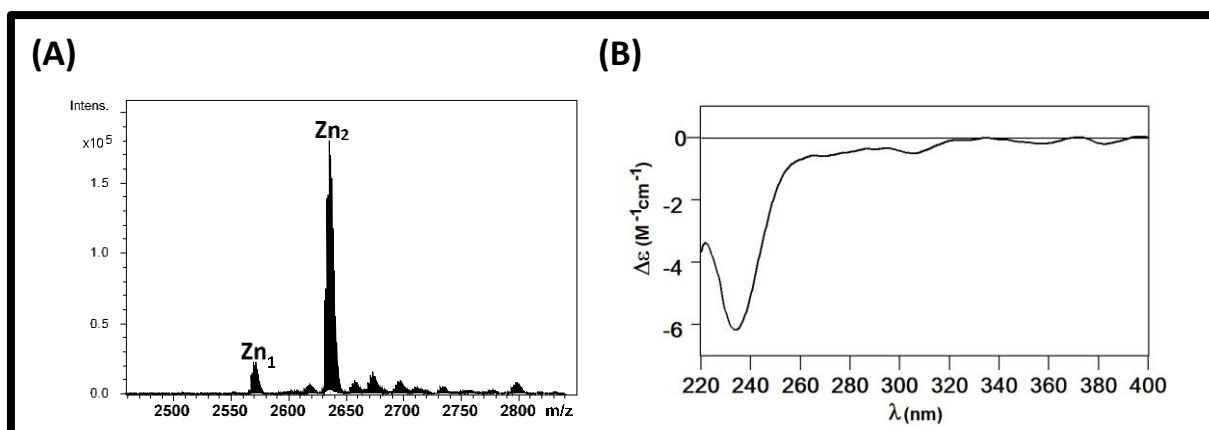 (A)
(B)
Intens.
x10⁵
1.5
1.0
0.5
0.0
Zn₁
Zn₂
2500 2550 2600 2650 2700 2750 2800 m/z
0
-2
-4
-6
Δε (M⁻¹cm⁻¹)
220 240 260 280 300 320 340 360 380 400
λ (nm)